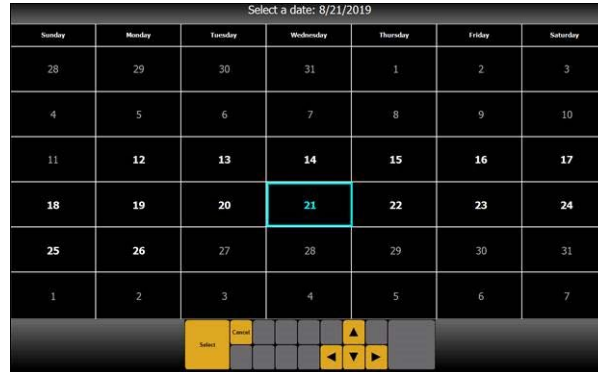 Select a date: 8/21/2019
Sunday Monday Tuesday Wednesday Thursday Friday Saturday
28 29 30 31 1 2 3
4 5 6 7 8 9 10
11 12 13 14 15 16 17
18 19 20 21 22 23 24
25 26 27 28 29 30 31
1 2 3 4 5 6 7
Cancel
Select